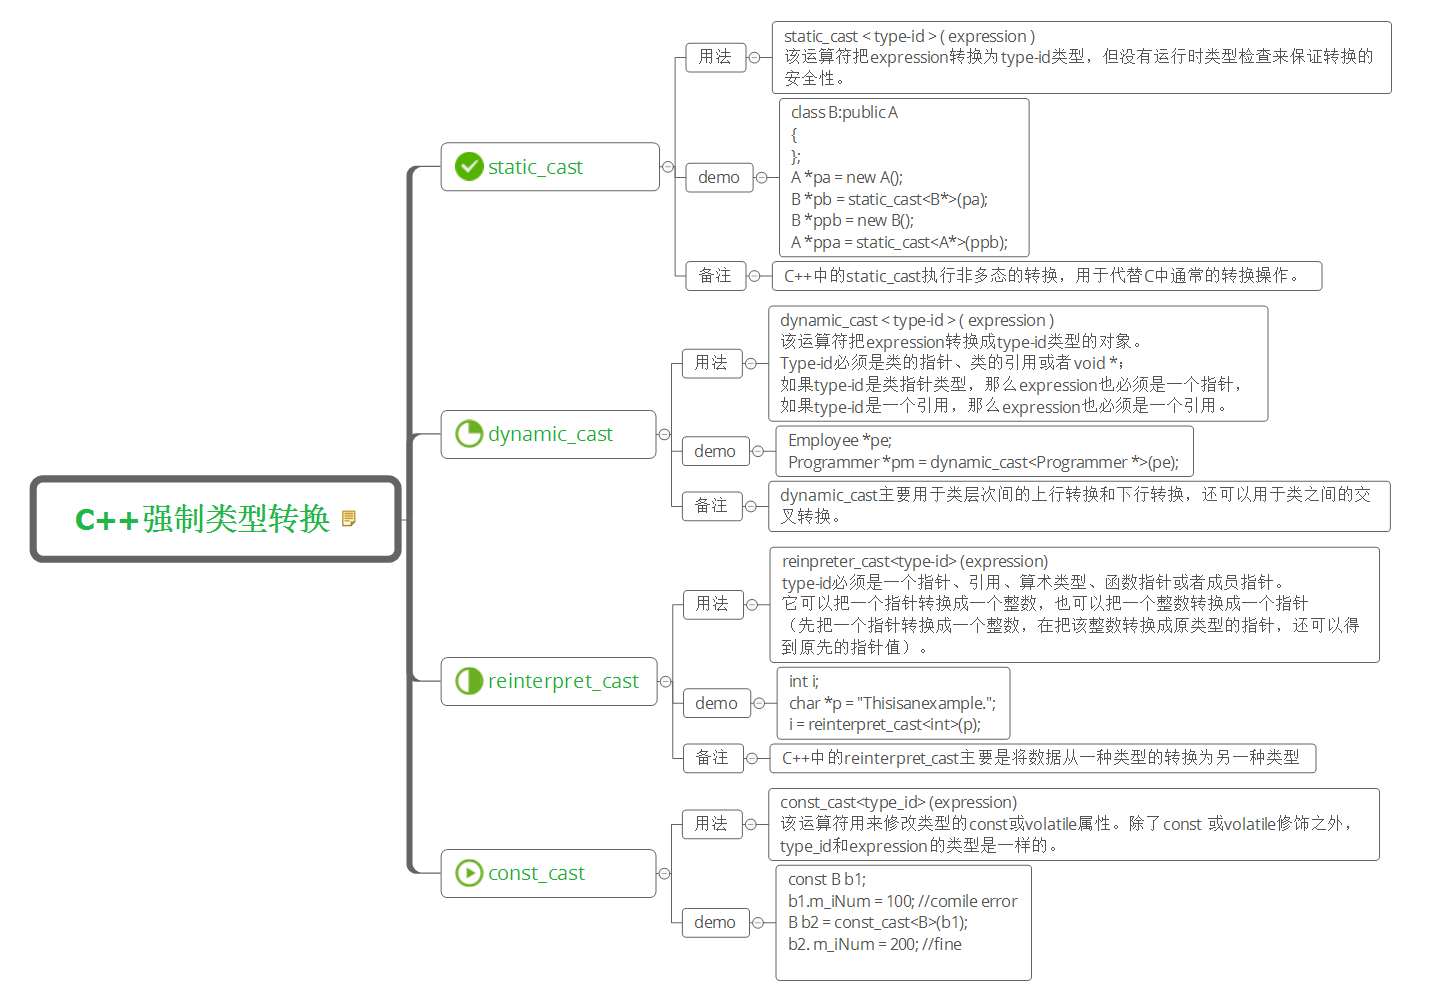 C++强制类型转换
static_cast
用法
static_cast < type-id > ( expression )
该运算符把expression转换为type-id类型，但没有运行时类型检查来保证转换的
安全性。
demo
class B:public A
{
};
A *pa = new A();
B *pb = static_cast<B*>(pa);
B *ppb = new B();
A *ppa = static_cast<A*>(ppb);
备注
C++中的static_cast执行非多态的转换，用于代替C中通常的转换操作。
dynamic_cast
用法
dynamic_cast < type-id > ( expression )
该运算符把expression转换成type-id类型的对象。
Type-id必须是类的指针、类的引用或者void *；
如果type-id是类指针类型，那么expression也必须是一个指针，
如果type-id是一个引用，那么expression也必须是一个引用。
demo
Employee *pe;
Programmer *pm = dynamic_cast<Programmer *>(pe);
备注
dynamic_cast主要用于类层次间的上行转换和下行转换，还可以用于类之间的交
叉转换。
reinterpret_cast
用法
reinpreter_cast<type-id> (expression)
type-id必须是一个指针、引用、算术类型、函数指针或者成员指针。
它可以把一个指针转换成一个整数，也可以把一个整数转换成一个指针
（先把一个指针转换成一个整数，在把该整数转换成原类型的指针，还可以得
到原先的指针值）。
demo
int i;
char *p = "Thisisanexample.";
i = reinterpret_cast<int>(p);
备注
C++中的reinterpret_cast主要是将数据从一种类型的转换为另一种类型
const_cast
用法
const_cast<type_id> (expression)
该运算符用来修改类型的const或volatile属性。除了const 或volatile修饰之外，
type_id和expression的类型是一样的。
demo
const B b1;
b1.m_iNum = 100; //comile error
B b2 = const_cast<B>(b1);
b2. m_iNum = 200; //fine